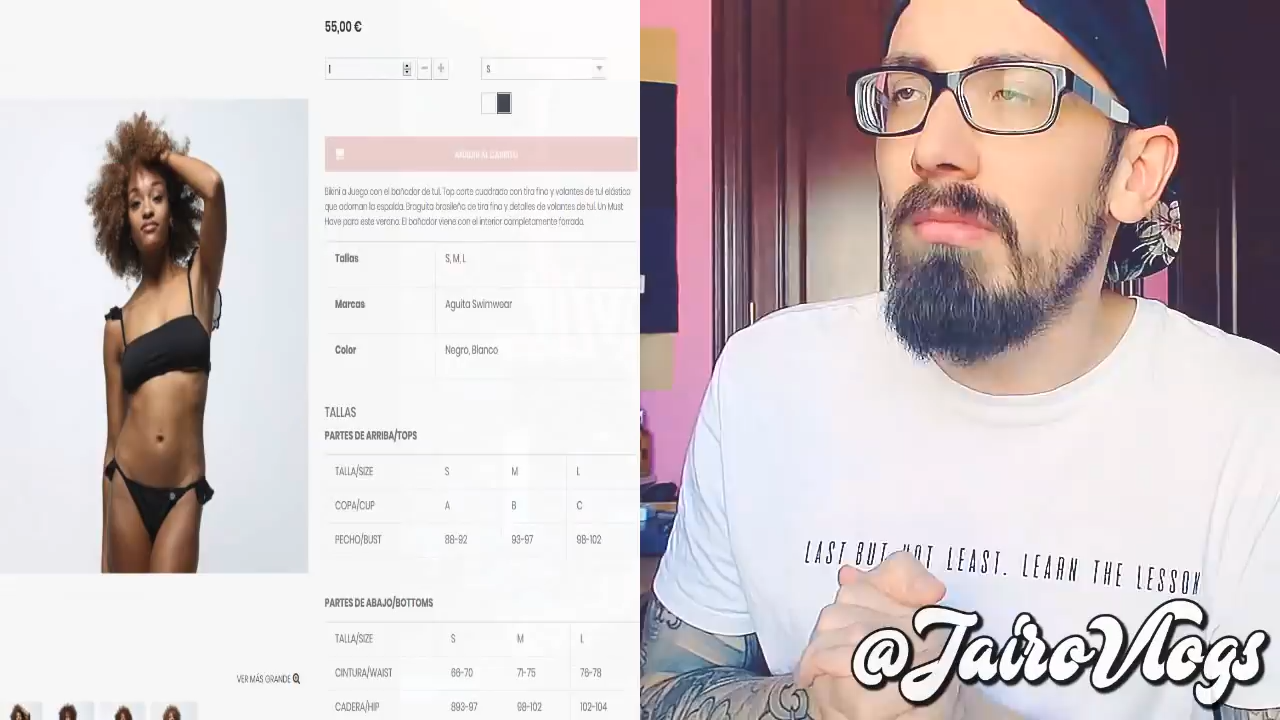 55,00 €
1
S
AÑADIR AL CARRITO
Bikini a Juego con el bañador de tul. Top corte cuadrado con tira fina y volantes de tul elástico
que adornan la espalda. Braguita brasileña de tira fina y detalles de volantes de tul. Un Must
Have para este verano. El bañador viene con el interior completamente forrado.
Tallas S, M, L
Marcas Aguita Swimwear
Color Negro, Blanco
TALLAS
PARTES DE ARRIBA/TOPS
TALLA/SIZE S M L
COPA/CUP A B C
PECHO/BUST 88-92 93-97 98-102
PARTES DE ABAJO/BOTTOMS
TALLA/SIZE S M L
CINTURA/WAIST 66-70 71-75 76-78
CADERA/HIP 893-97 98-102 102-104
VER MÁS GRANDE
LAST BUT NOT LEAST. LEARN THE LESSON
@JairoVlogs